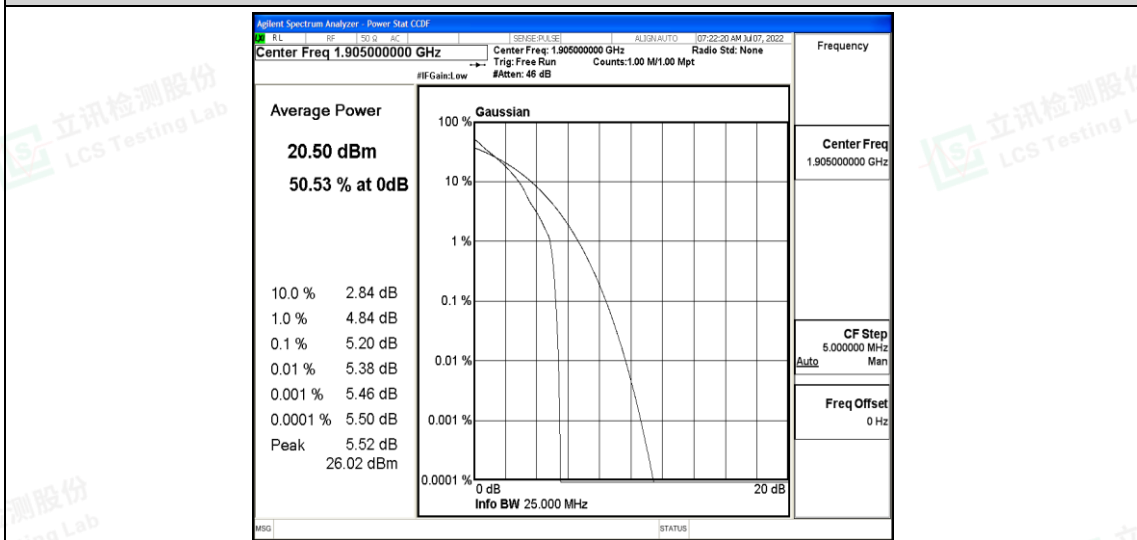 Agilent Spectrum Analyzer - Power Stat CCDF
RL RF 50 Ω AC SENSE:PULSE ALIGNAUTO 07:22:20 AM Jul 07, 2022
Center Freq 1.905000000 GHz
Center Freq: 1.905000000 GHz Radio Std: None
Trig: Free Run Counts:1.00 M/1.00 Mpt
#IFGain:Low #Atten: 46 dB
Frequency
Average Power
20.50 dBm
50.53 % at 0dB
10.0 % 2.84 dB
1.0 % 4.84 dB
0.1 % 5.20 dB
0.01 % 5.38 dB
0.001 % 5.46 dB
0.0001 % 5.50 dB
Peak 5.52 dB
26.02 dBm
Gaussian
100 %
10 %
1 %
0.1 %
0.01 %
0.001 %
0.0001 %
0 dB 20 dB
Info BW 25.000 MHz
Center Freq
1.905000000 GHz
CF Step
5.000000 MHz
Auto Man
Freq Offset
0 Hz
MSG STATUS
立讯检测股份
LCS Testing Lab
立讯检测股份
LCS Testing L
测股份
ing Lab
立